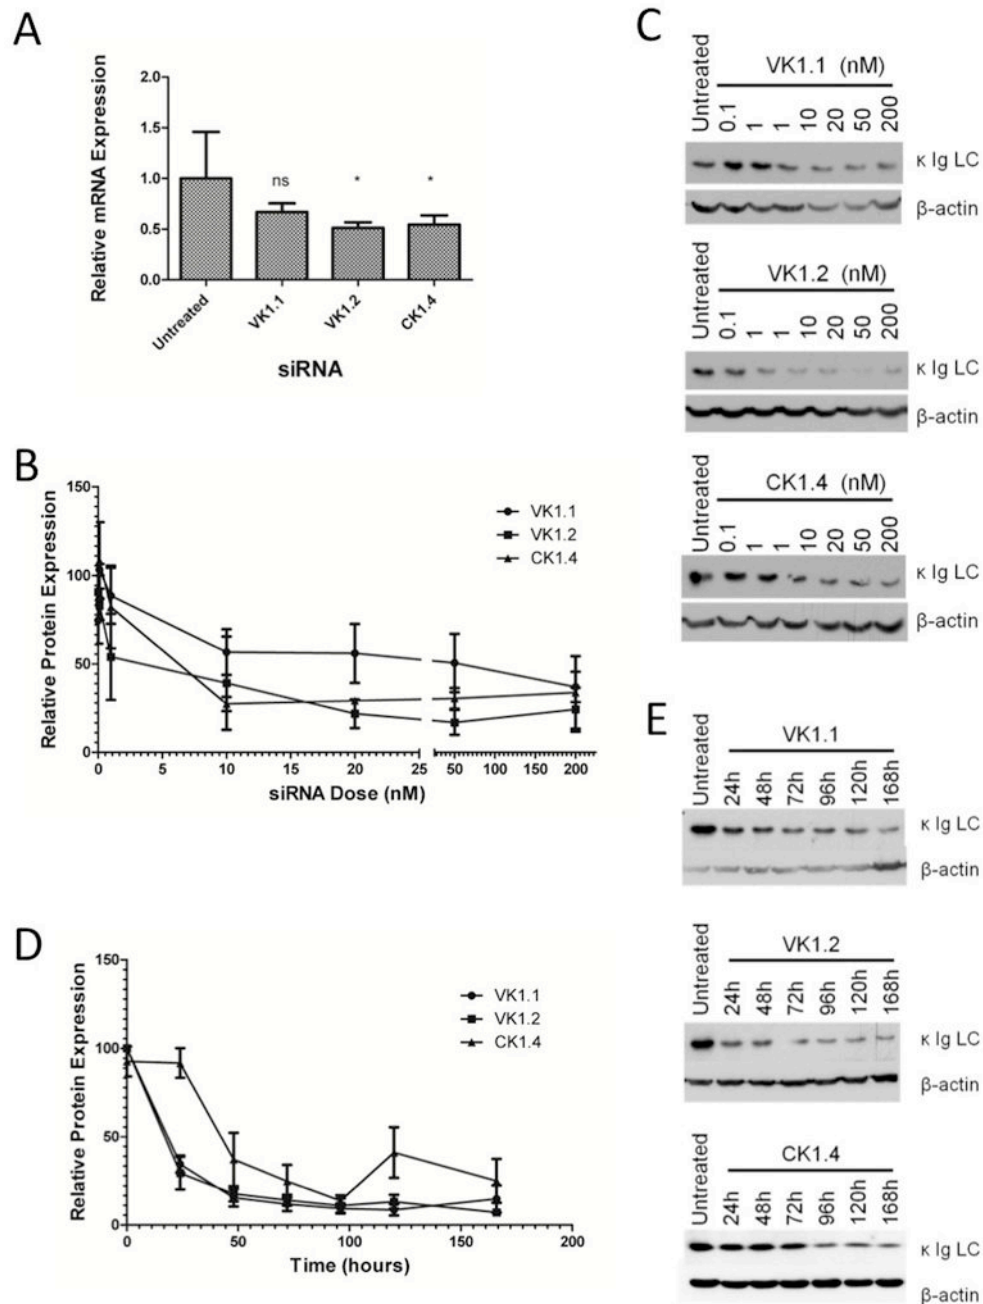 A
2.0
1.5
1.0
0.5
0.0
Relative mRNA Expression
ns
*
*
Untreated
VK1.1
VK1.2
CK1.4
siRNA
B
150
100
50
0
Relative Protein Expression
VK1.1
VK1.2
CK1.4
0 5 10 15 20 25 50 100 150 200
siRNA Dose (nM)
C
VK1.1 (nM)
Untreated 0.1 1 1 10 20 50 200
κ Ig LC
β-actin
VK1.2 (nM)
Untreated 0.1 1 1 10 20 50 200
κ Ig LC
β-actin
CK1.4 (nM)
Untreated 0.1 1 1 10 20 50 200
κ Ig LC
β-actin
D
150
100
50
0
Relative Protein Expression
VK1.1
VK1.2
CK1.4
0 50 100 150 200
Time (hours)
E
VK1.1
Untreated 24h 48h 72h 96h 120h 168h
κ Ig LC
β-actin
VK1.2
Untreated 24h 48h 72h 96h 120h 168h
κ Ig LC
β-actin
CK1.4
Untreated 24h 48h 72h 96h 120h 168h
κ Ig LC
β-actin